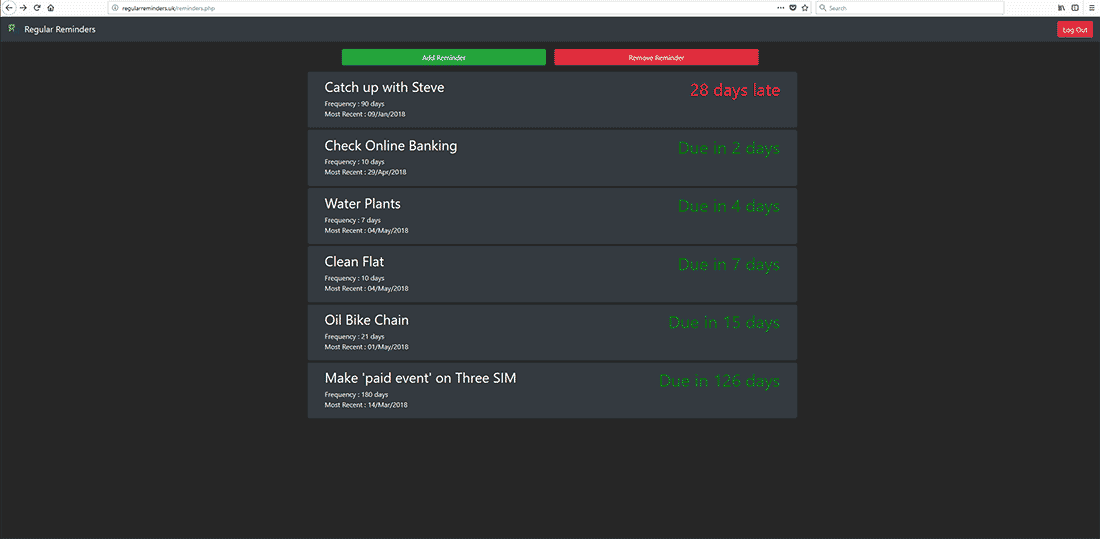 regularreminders.uk/reminders.php
Search
Regular Reminders
Log Out
Add Reminder
Remove Reminder
Catch up with Steve
28 days late
Frequency : 90 days
Most Recent : 09/Jan/2018
Check Online Banking
Due in 2 days
Frequency : 10 days
Most Recent : 29/Apr/2018
Water Plants
Due in 4 days
Frequency : 7 days
Most Recent : 04/May/2018
Clean Flat
Due in 7 days
Frequency : 10 days
Most Recent : 04/May/2018
Oil Bike Chain
Due in 15 days
Frequency : 21 days
Most Recent : 01/May/2018
Make 'paid event' on Three SIM
Due in 126 days
Frequency : 180 days
Most Recent : 14/Mar/2018